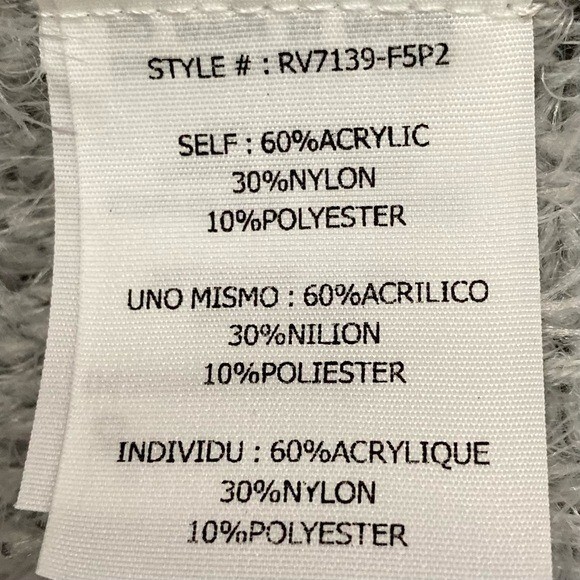 STYLE # : RV7139-F5P2
SELF : 60%ACRYLIC
30%NYLON
10%POLYESTER
UNO MISMO : 60%ACRILICO
30%NILION
10%POLIESTER
INDIVIDU : 60%ACRYLIQUE
30%NYLON
10%POLYESTER